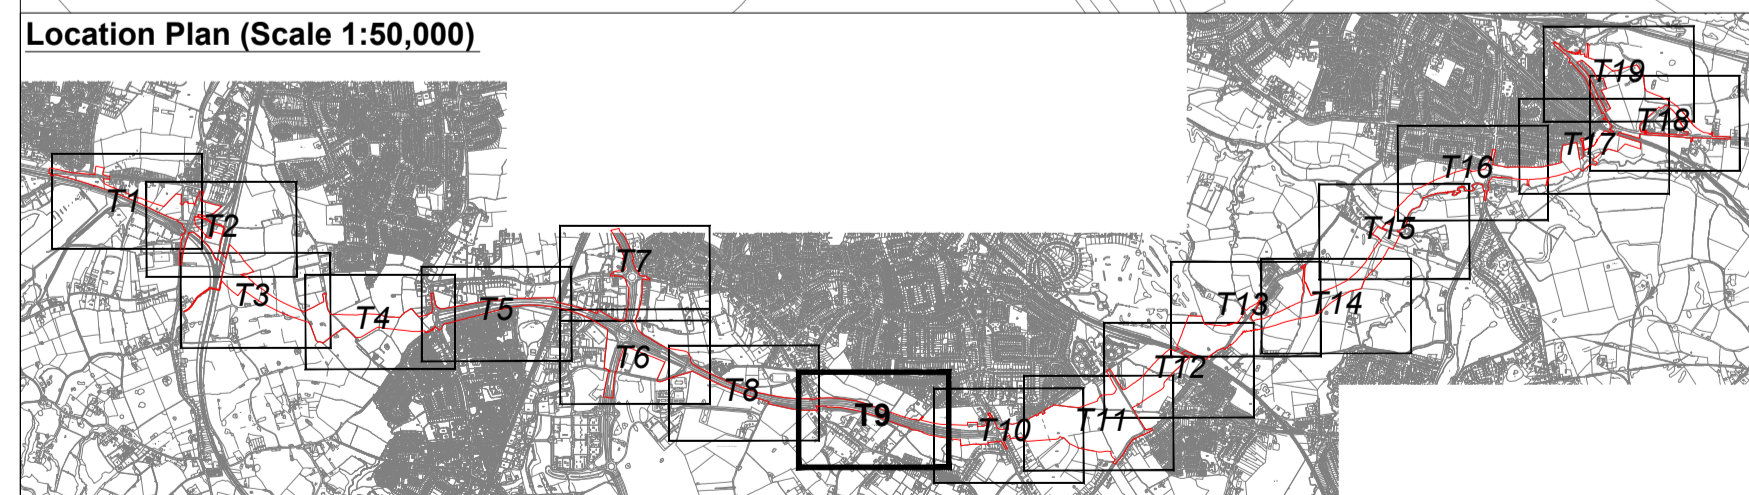 Location Plan (Scale 1:50,000)
T1
T2
T3
T4
T5
T6
T7
T8
T9
T10
T11
T12
T13
T14
T15
T16
T17
T18
T19